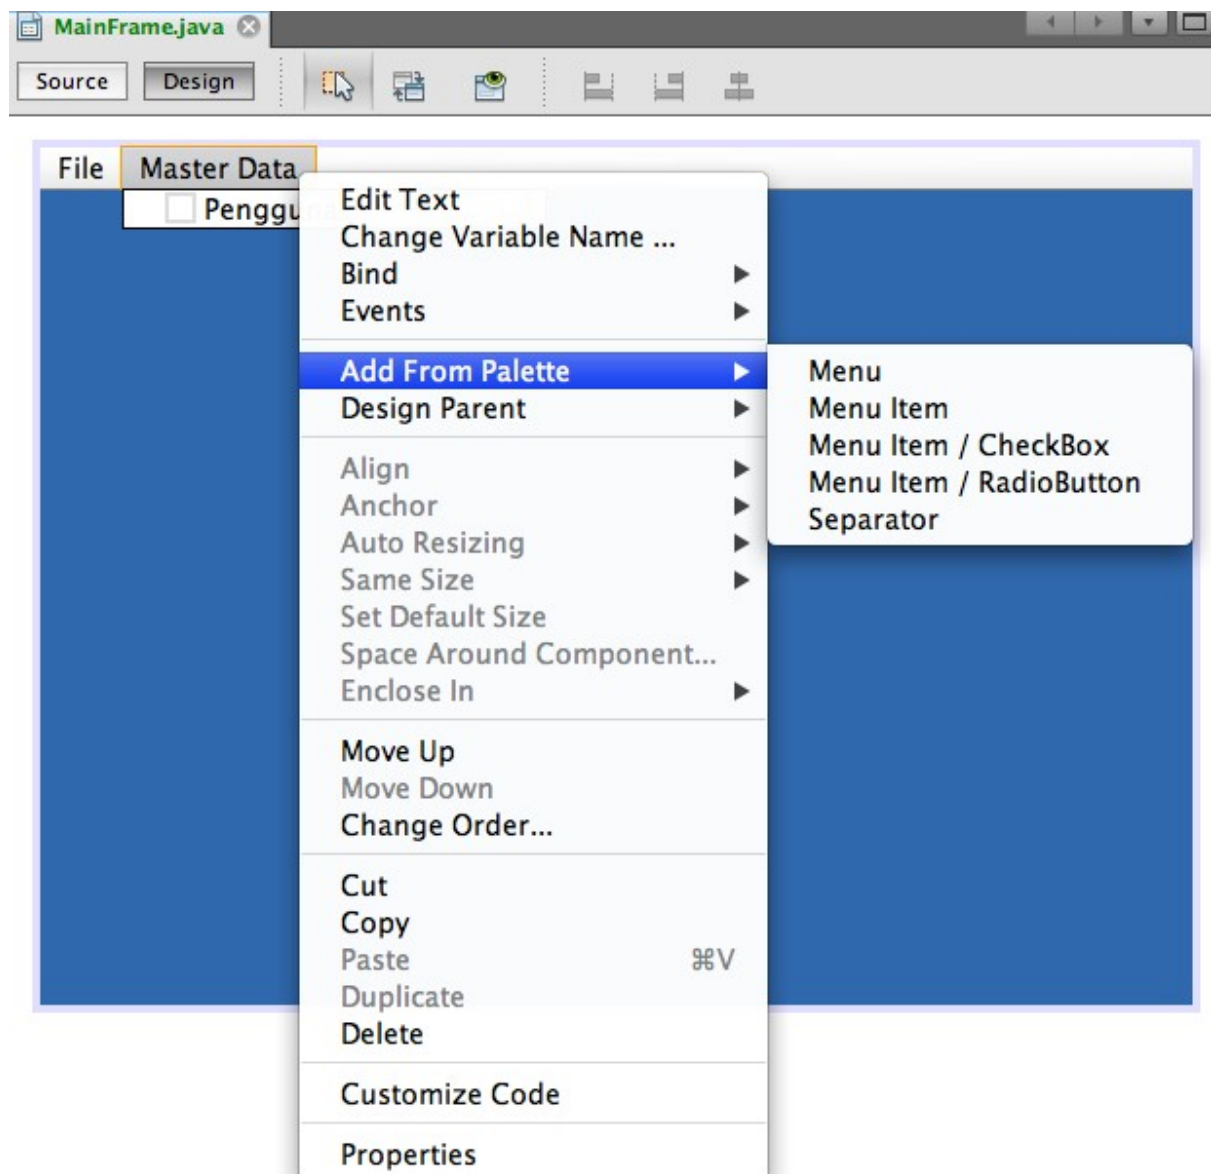 MainFrame.java
Source Design
File Master Data
Edit Text
Change Variable Name ...
Bind
Events
Add From Palette
Design Parent
Menu
Menu Item
Menu Item / CheckBox
Menu Item / RadioButton
Separator
Align
Anchor
Auto Resizing
Same Size
Set Default Size
Space Around Component...
Enclose In
Move Up
Move Down
Change Order...
Cut
Copy
Paste ⌘V
Duplicate
Delete
Customize Code
Properties